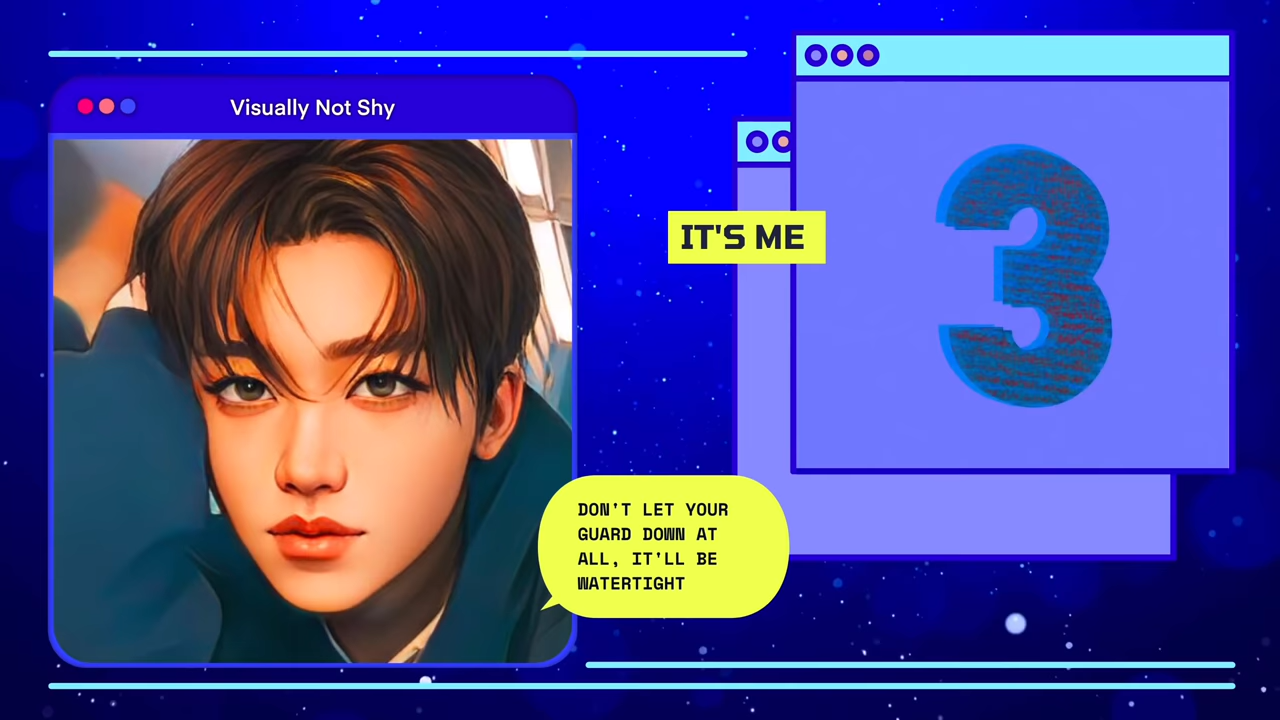 Visually Not Shy
IT'S ME
3
DON'T LET YOUR
GUARD DOWN AT
ALL, IT'LL BE
WATERTIGHT